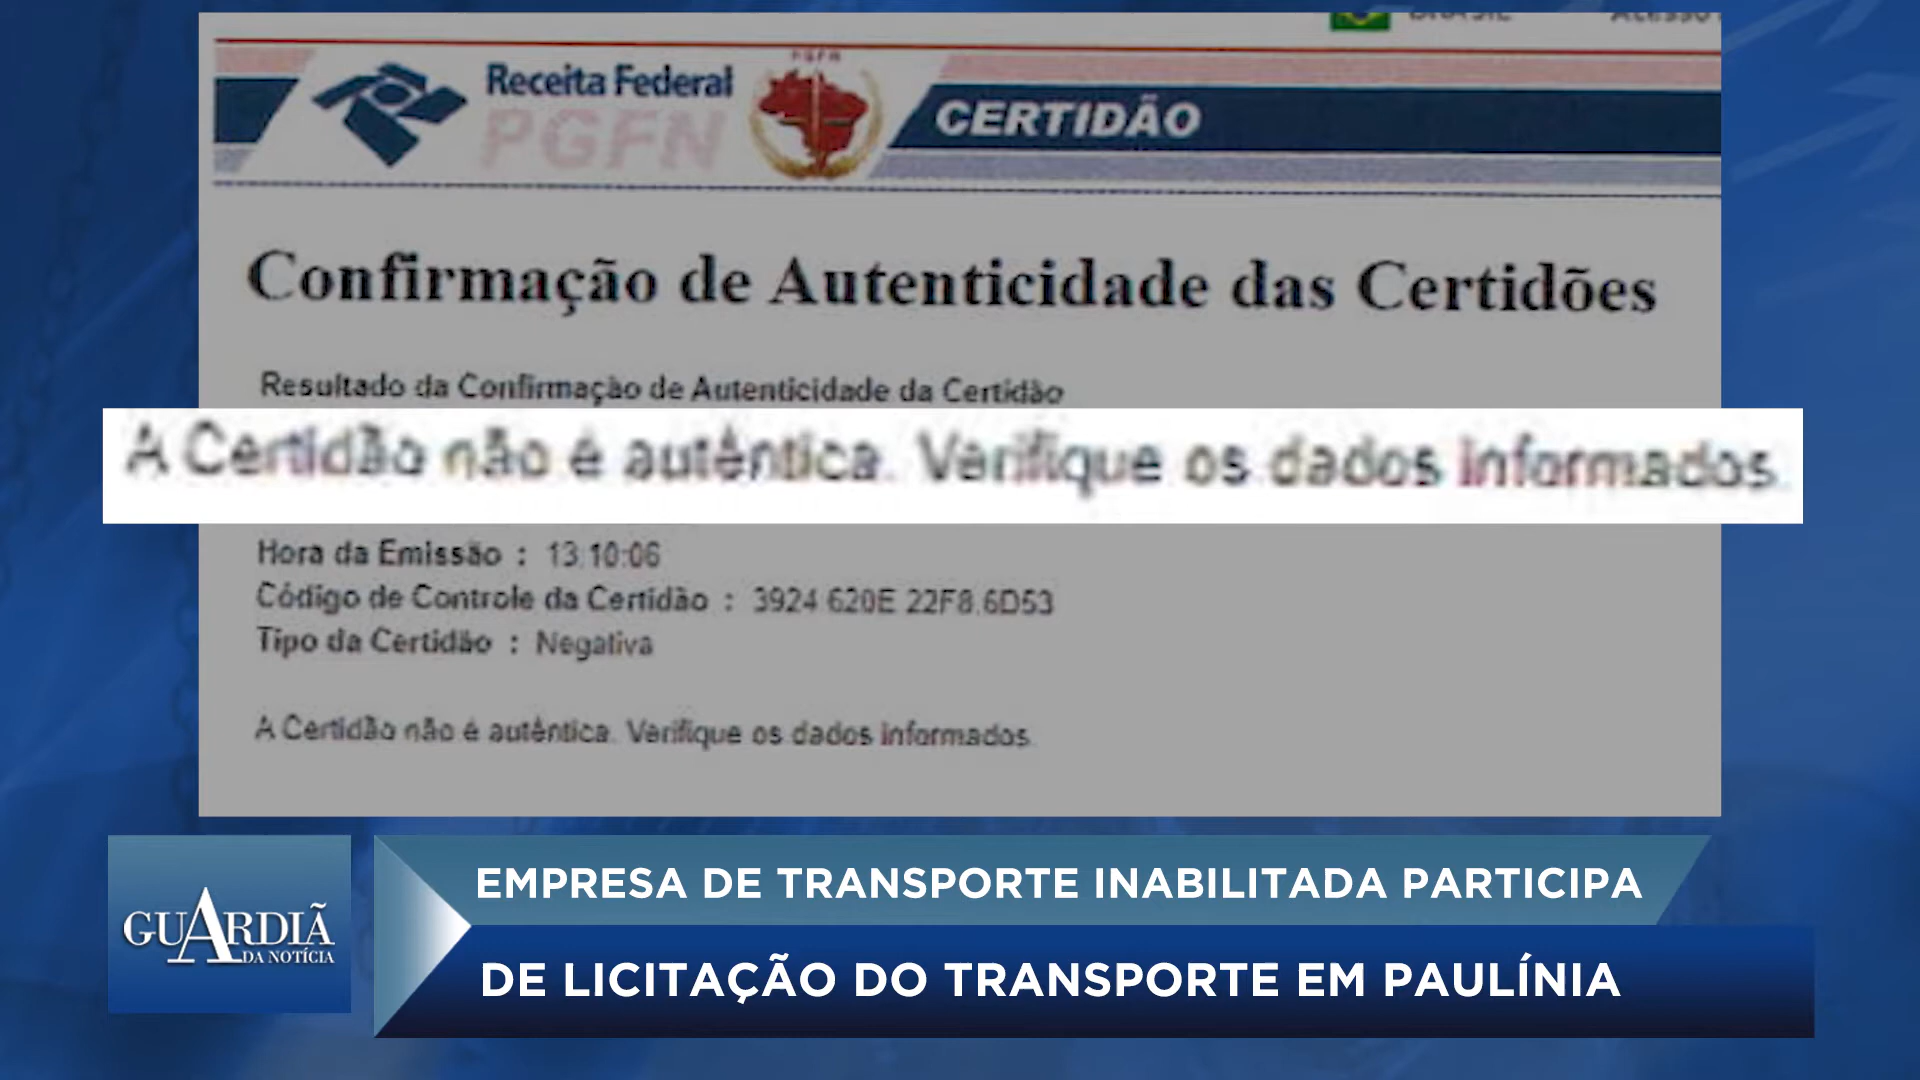 BRASIL
Acesso
PGFN
Receita Federal
PGFN
CERTIDÃO
Confirmação de Autenticidade das Certidões
Resultado da Confirmação de Autenticidade da Certidão
A Certidão não é autêntica. Verifique os dados informados.
Hora da Emissão : 13:10:06
Código de Controle da Certidão : 3924.620E.22F8.6D53
Tipo da Certidão : Negativa
A Certidão não é autêntica. Verifique os dados informados.
EMPRESA DE TRANSPORTE INABILITADA PARTICIPA
DE LICITAÇÃO DO TRANSPORTE EM PAULÍNIA
GUARDIÃ
DA NOTÍCIA